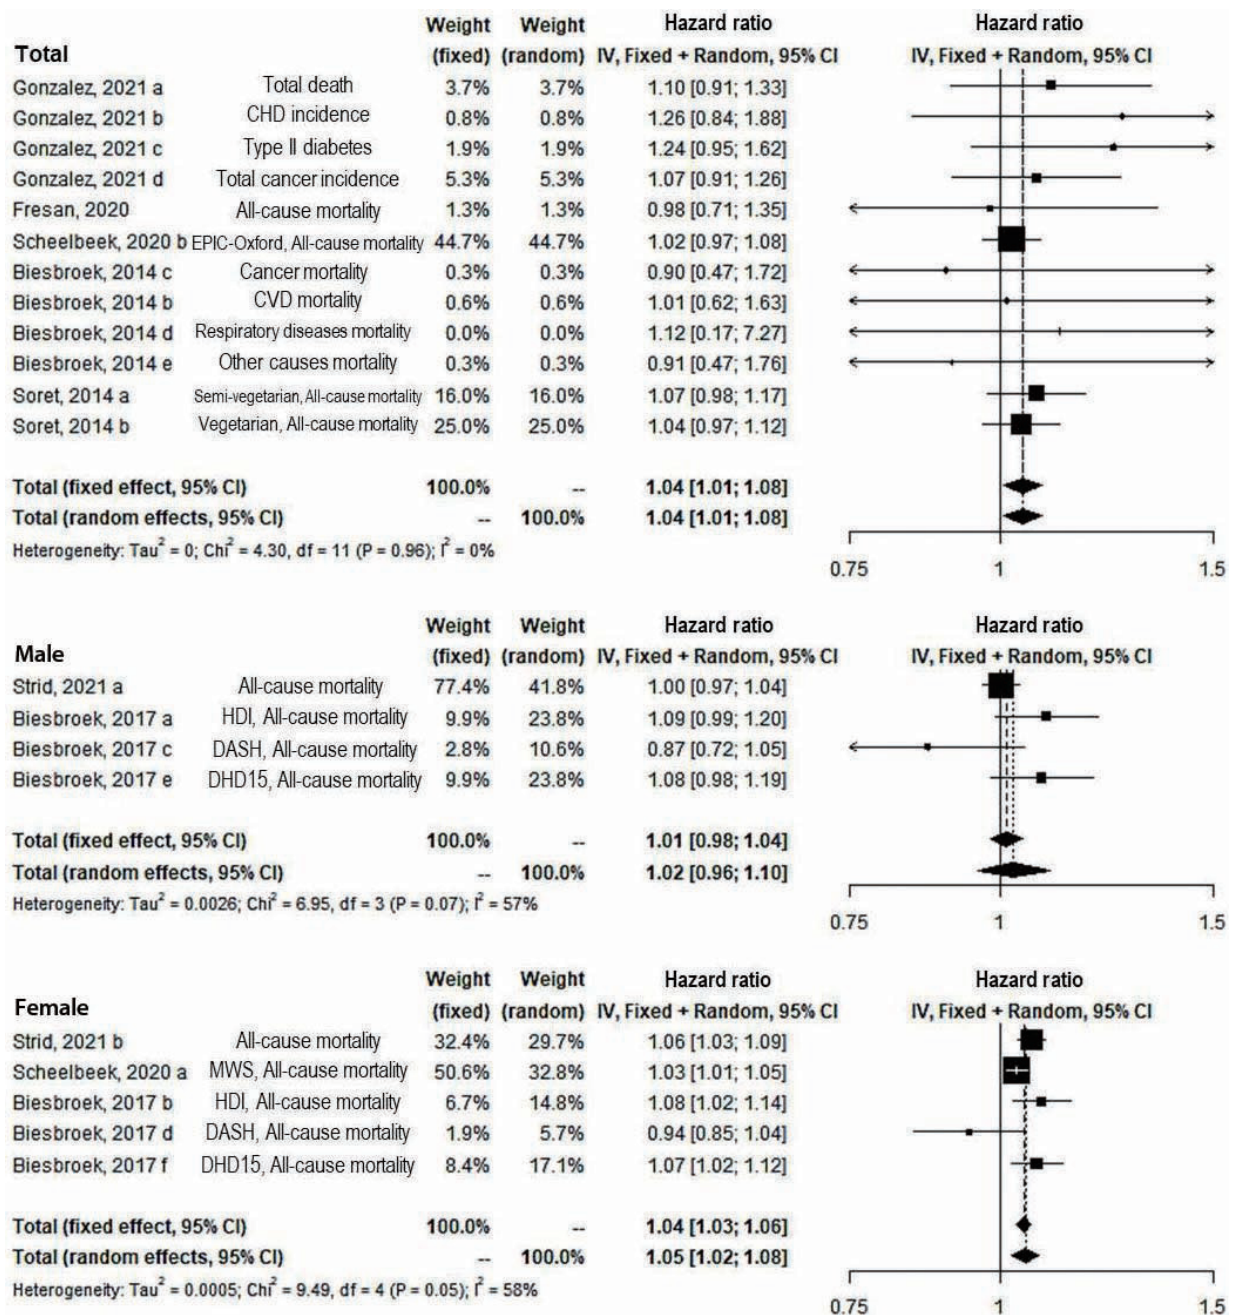 Weight Weight Hazard ratio Hazard ratio
Total (fixed) (random) IV, Fixed + Random, 95% CI IV, Fixed + Random, 95% CI
Gonzalez, 2021 a Total death 3.7% 3.7% 1.10 [0.91; 1.33]
Gonzalez, 2021 b CHD incidence 0.8% 0.8% 1.26 [0.84; 1.88]
Gonzalez, 2021 c Type II diabetes 1.9% 1.9% 1.24 [0.95; 1.62]
Gonzalez, 2021 d Total cancer incidence 5.3% 5.3% 1.07 [0.91; 1.26]
Fresan, 2020 All-cause mortality 1.3% 1.3% 0.98 [0.71; 1.35]
Scheelbeek, 2020 b EPIC-Oxford, All-cause mortality 44.7% 44.7% 1.02 [0.97; 1.08]
Biesbroek, 2014 c Cancer mortality 0.3% 0.3% 0.90 [0.47; 1.72]
Biesbroek, 2014 b CVD mortality 0.6% 0.6% 1.01 [0.62; 1.63]
Biesbroek, 2014 d Respiratory diseases mortality 0.0% 0.0% 1.12 [0.17; 7.27]
Biesbroek, 2014 e Other causes mortality 0.3% 0.3% 0.91 [0.47; 1.76]
Soret, 2014 a Semi-vegetarian, All-cause mortality 16.0% 16.0% 1.07 [0.98; 1.17]
Soret, 2014 b Vegetarian, All-cause mortality 25.0% 25.0% 1.04 [0.97; 1.12]
Total (fixed effect, 95% CI) 100.0% -- 1.04 [1.01; 1.08]
Total (random effects, 95% CI) -- 100.0% 1.04 [1.01; 1.08]
Heterogeneity: Tau² = 0; Chi² = 4.30, df = 11 (P = 0.96); I² = 0%
0.75 1 1.5
Weight Weight Hazard ratio Hazard ratio
Male (fixed) (random) IV, Fixed + Random, 95% CI IV, Fixed + Random, 95% CI
Strid, 2021 a All-cause mortality 77.4% 41.8% 1.00 [0.97; 1.04]
Biesbroek, 2017 a HDI, All-cause mortality 9.9% 23.8% 1.09 [0.99; 1.20]
Biesbroek, 2017 c DASH, All-cause mortality 2.8% 10.6% 0.87 [0.72; 1.05]
Biesbroek, 2017 e DHD15, All-cause mortality 9.9% 23.8% 1.08 [0.98; 1.19]
Total (fixed effect, 95% CI) 100.0% -- 1.01 [0.98; 1.04]
Total (random effects, 95% CI) -- 100.0% 1.02 [0.96; 1.10]
Heterogeneity: Tau² = 0.0026; Chi² = 6.95, df = 3 (P = 0.07); I² = 57%
0.75 1 1.5
Weight Weight Hazard ratio Hazard ratio
Female (fixed) (random) IV, Fixed + Random, 95% CI IV, Fixed + Random, 95% CI
Strid, 2021 b All-cause mortality 32.4% 29.7% 1.06 [1.03; 1.09]
Scheelbeek, 2020 a MWS, All-cause mortality 50.6% 32.8% 1.03 [1.01; 1.05]
Biesbroek, 2017 b HDI, All-cause mortality 6.7% 14.8% 1.08 [1.02; 1.14]
Biesbroek, 2017 d DASH, All-cause mortality 1.9% 5.7% 0.94 [0.85; 1.04]
Biesbroek, 2017 f DHD15, All-cause mortality 8.4% 17.1% 1.07 [1.02; 1.12]
Total (fixed effect, 95% CI) 100.0% -- 1.04 [1.03; 1.06]
Total (random effects, 95% CI) -- 100.0% 1.05 [1.02; 1.08]
Heterogeneity: Tau² = 0.0005; Chi² = 9.49, df = 4 (P = 0.05); I² = 58%
0.75 1 1.5